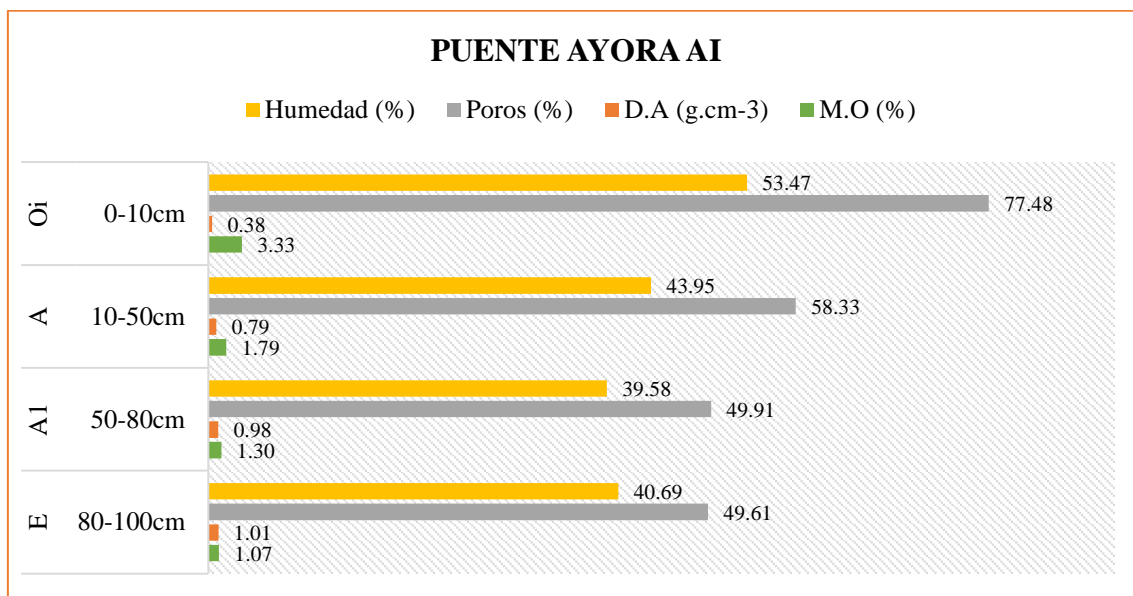 PUENTE AYORA AI
Humedad (%) Poros (%) D.A (g.cm-3) M.O (%)
Oi
0-10cm
53.47
77.48
0.38
3.33
A
10-50cm
43.95
58.33
0.79
1.79
A1
50-80cm
39.58
49.91
0.98
1.30
E
80-100cm
40.69
49.61
1.01
1.07